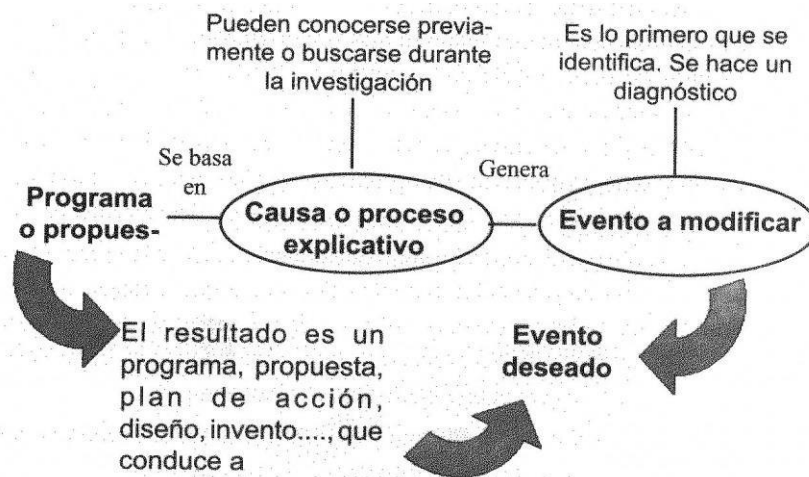 Pueden conocerse previa-
mente o buscarse durante
la investigación
Es lo primero que se
identifica. Se hace un
diagnóstico
Se basa
en
Genera
Programa
o propues-
Causa o proceso
explicativo
Evento a modificar
El resultado es un
programa, propuesta,
plan de acción,
diseño, invento...., que
conduce a
Evento
deseado